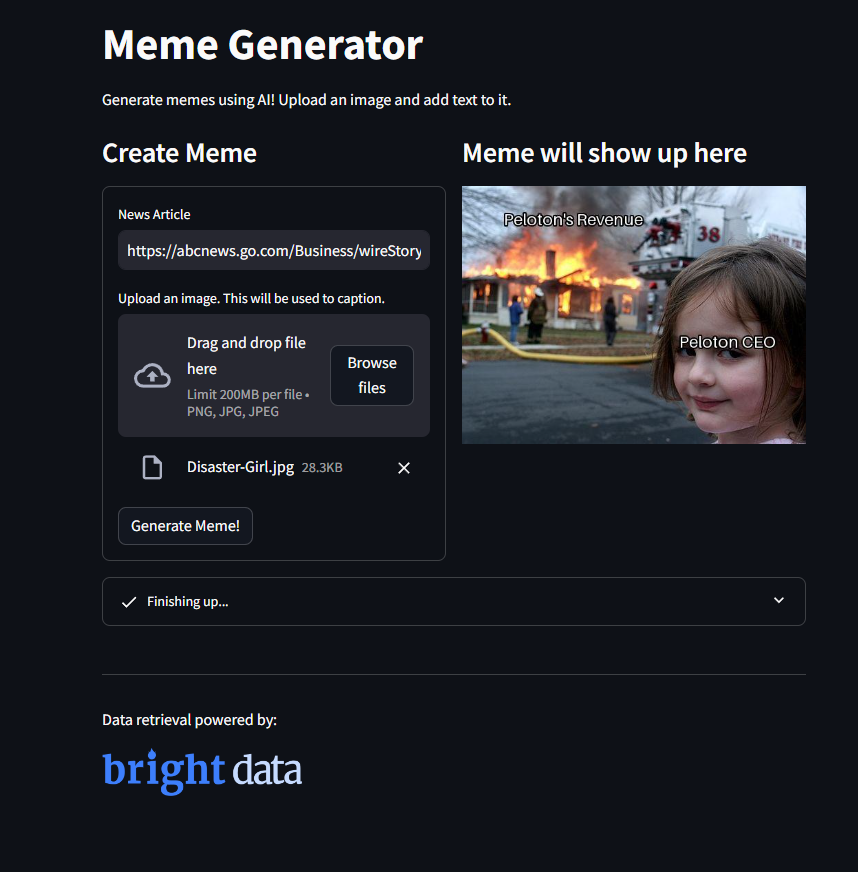 Meme Generator
Generate memes using AI! Upload an image and add text to it.
Create Meme
News Article
https://abcnews.go.com/Business/wireStory
Upload an image. This will be used to caption.
Drag and drop file
here
Limit 200MB per file •
PNG, JPG, JPEG
Browse
files
Disaster-Girl.jpg 28.3KB
Generate Meme!
Meme will show up here
Peloton's Revenue
38
Peloton CEO
Finishing up...
Data retrieval powered by:
bright data